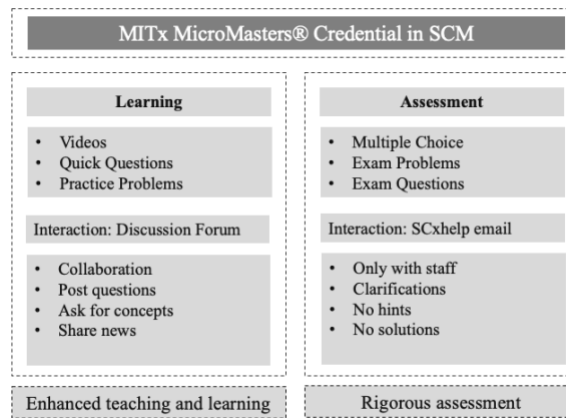 MITx MicroMasters® Credential in SCM
Learning
• Videos
• Quick Questions
• Practice Problems
Interaction: Discussion Forum
• Collaboration
• Post questions
• Ask for concepts
• Share news
Enhanced teaching and learning
Assessment
• Multiple Choice
• Exam Problems
• Exam Questions
Interaction: SCxhelp email
• Only with staff
• Clarifications
• No hints
• No solutions
Rigorous assessment